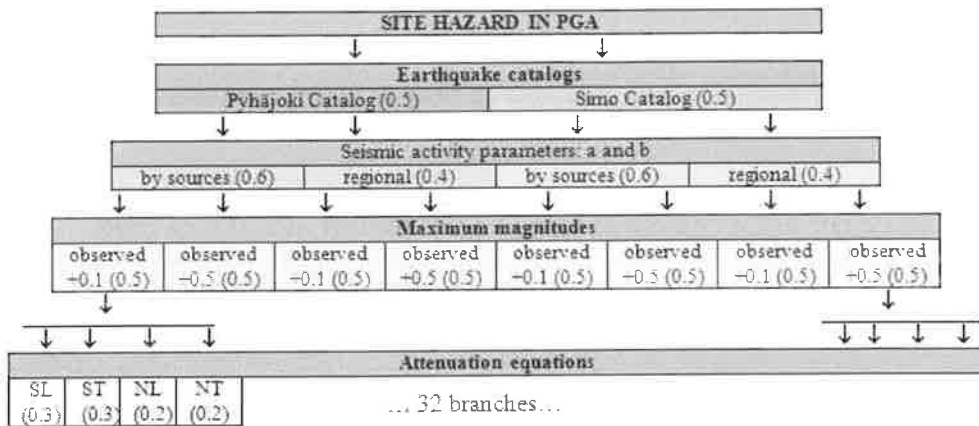 SITE HAZARD IN PGA
Earthquake catalogs
Pyhäjoki Catalog (0.5) Simo Catalog (0.5)
Seismic activity parameters: a and b
by sources (0.6) regional (0.4) by sources (0.6) regional (0.4)
Maximum magnitudes
observed observed observed observed observed observed observed observed
+0.1 (0.5) +0.5 (0.5) +0.1 (0.5) +0.5 (0.5) +0.1 (0.5) +0.5 (0.5) +0.1 (0.5) +0.5 (0.5)
Attenuation equations
SL ST NL NT
(0.3) (0.3) (0.2) (0.2)
... 32 branches...